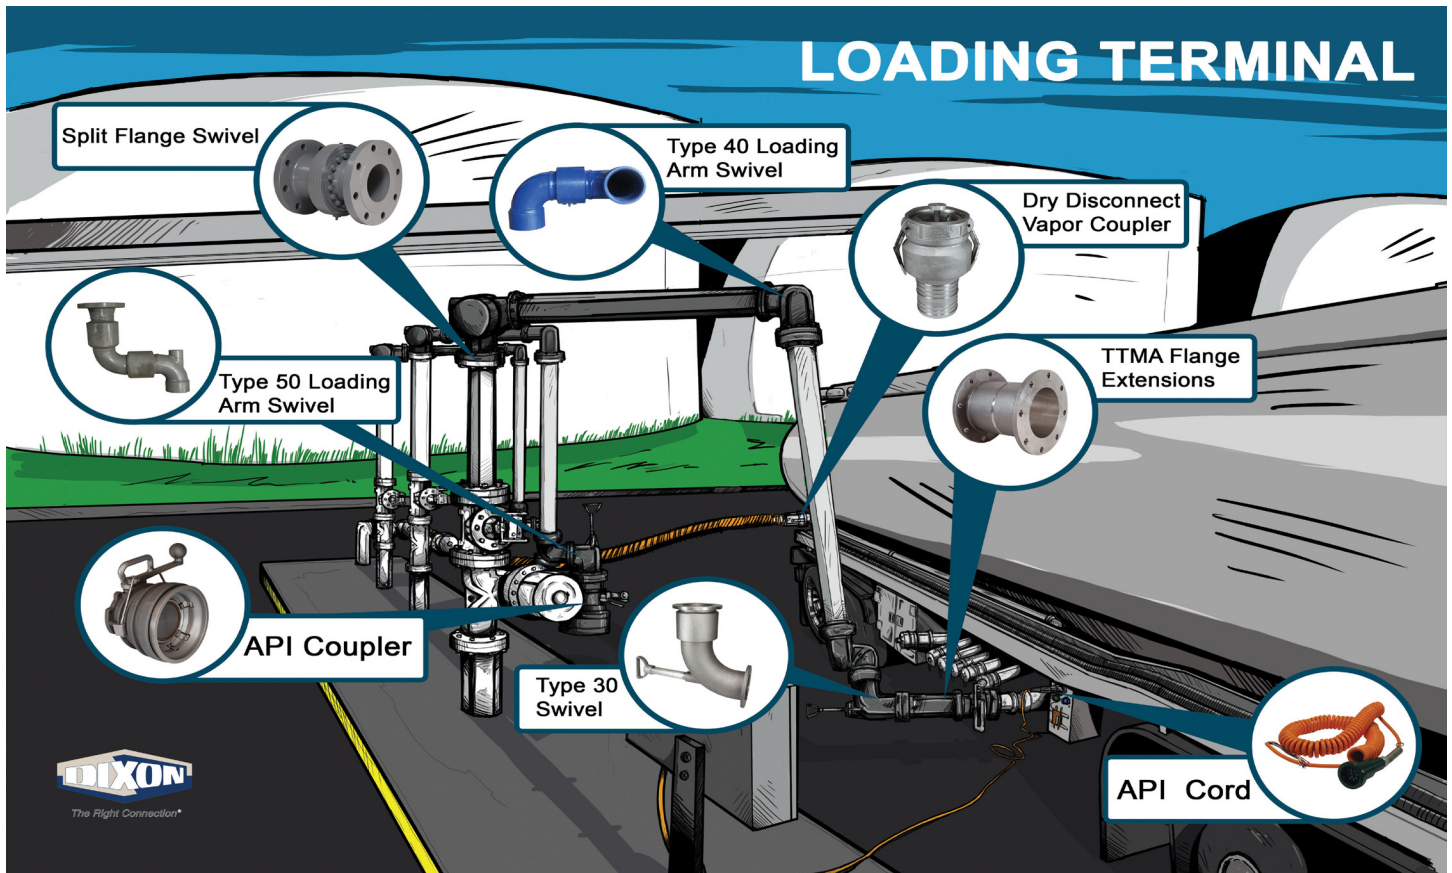 LOADING TERMINAL
Split Flange Swivel
Type 40 Loading
Arm Swivel
Dry Disconnect
Vapor Coupler
TTMA Flange
Extensions
Type 50 Loading
Arm Swivel
API Coupler
Type 30
Swivel
API Cord
DIXON
The Right Connection®